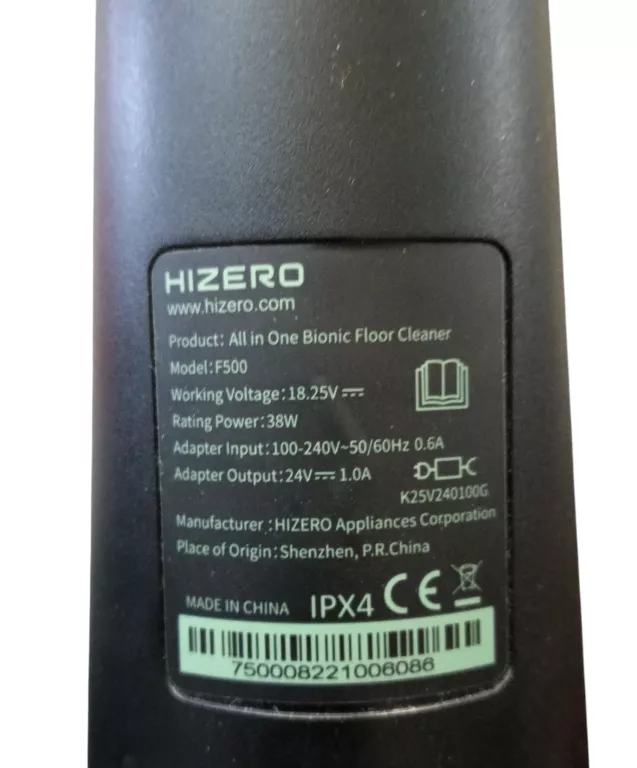 HIZERO
www.hizero.com
Product: All in One Bionic Floor Cleaner
Model:F500
Working Voltage:18.25V⎓
Rating Power:38W
Adapter Input:100-240V~50/60Hz 0.6A
Adapter Output:24V⎓1.0A
K25V240100G
Manufacturer :HIZERO Appliances Corporation
Place of Origin:Shenzhen, P.R.China
MADE IN CHINA IPX4 CE
750008221006086